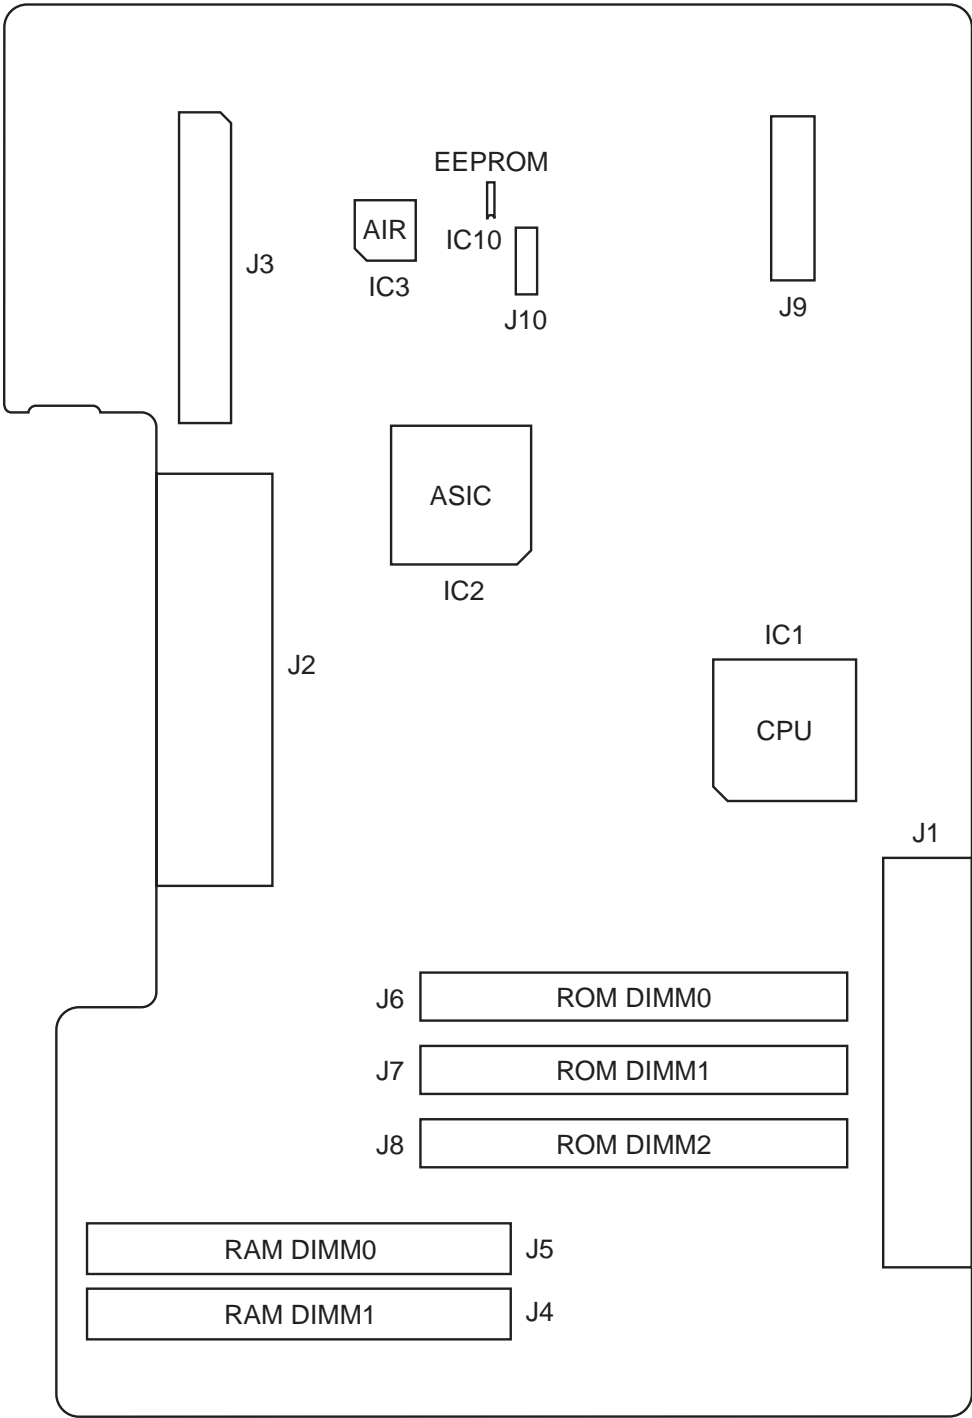 EEPROM
AIR
IC10
J3
IC3
J9
J10
ASIC
IC2
IC1
J2
CPU
J1
J6
ROM DIMM0
J7
ROM DIMM1
J8
ROM DIMM2
RAM DIMM0
J5
RAM DIMM1
J4